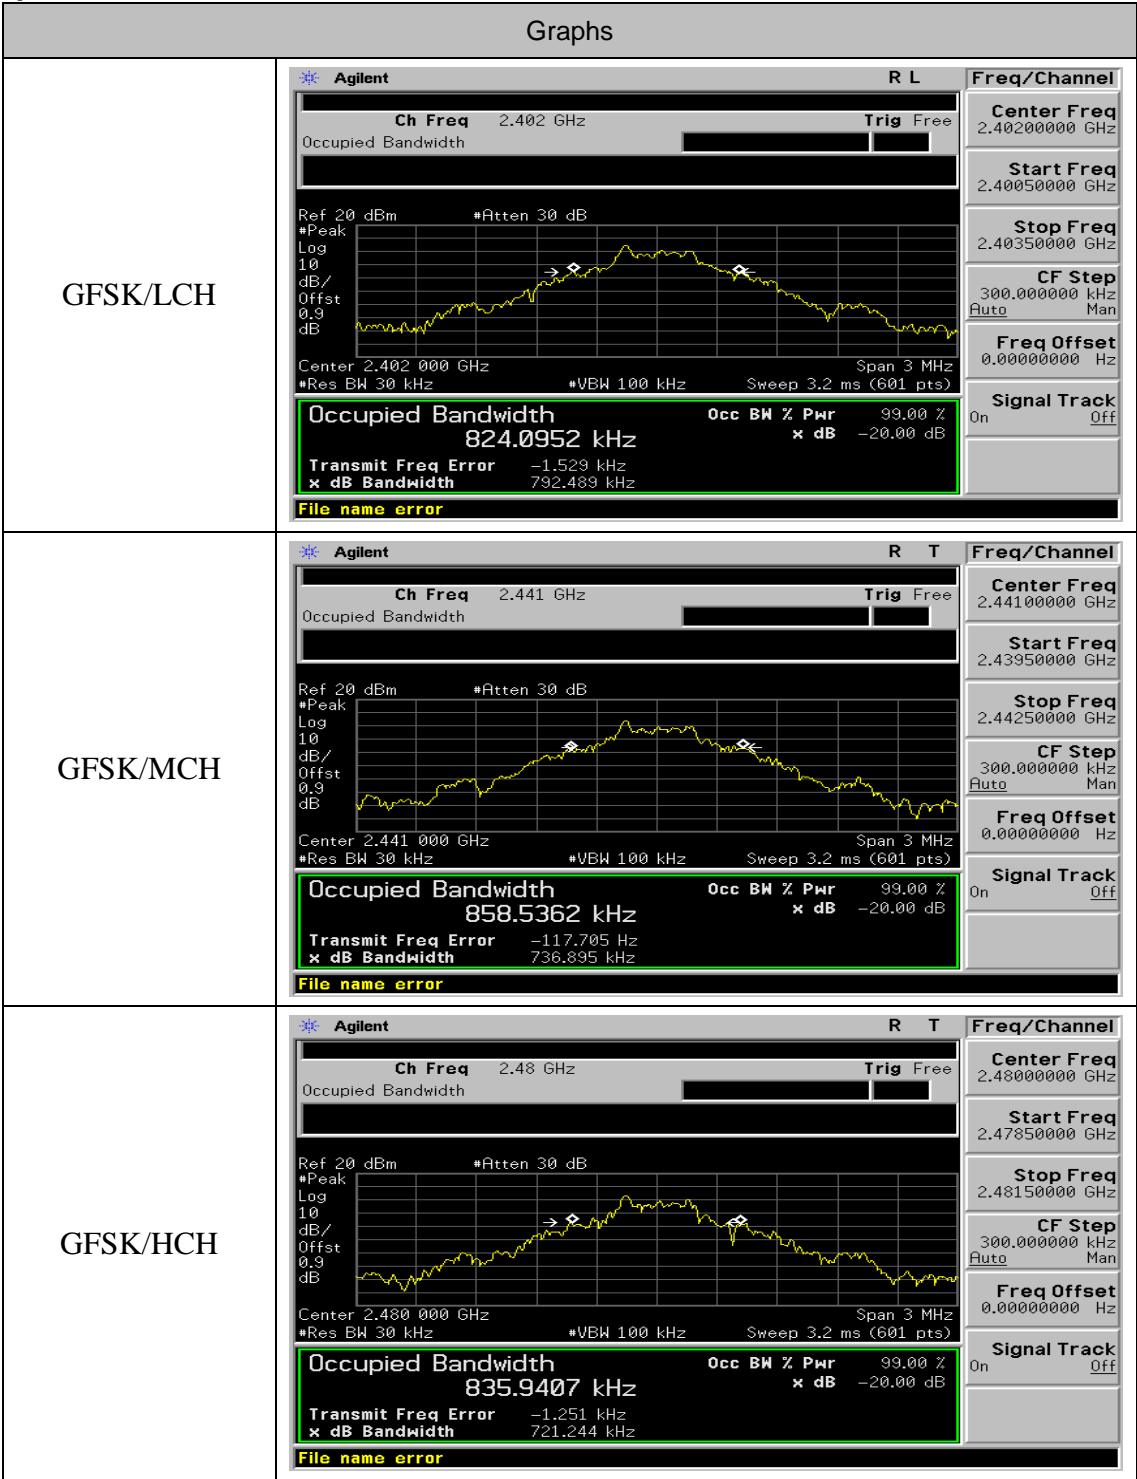 Graphs
GFSK/LCH
Agilent R L Freq/Channel
Ch Freq 2.402 GHz Trig Free
Occupied Bandwidth
Center Freq
2.40200000 GHz
Start Freq
2.40050000 GHz
Stop Freq
2.40350000 GHz
CF Step
300.000000 kHz
Auto Man
Freq Offset
0.00000000 Hz
Signal Track
On Off
Ref 20 dBm #Atten 30 dB
#Peak
Log
10
dB/
Offst
0.9
dB
Center 2.402 000 GHz Span 3 MHz
#Res BW 30 kHz #VBW 100 kHz Sweep 3.2 ms (601 pts)
Occupied Bandwidth Occ BW % Pwr 99.00 %
824.0952 kHz x dB -20.00 dB
Transmit Freq Error -1.529 kHz
x dB Bandwidth 792.489 kHz
File name error
GFSK/MCH
Agilent R T Freq/Channel
Ch Freq 2.441 GHz Trig Free
Occupied Bandwidth
Center Freq
2.44100000 GHz
Start Freq
2.43950000 GHz
Stop Freq
2.44250000 GHz
CF Step
300.000000 kHz
Auto Man
Freq Offset
0.00000000 Hz
Signal Track
On Off
Ref 20 dBm #Atten 30 dB
#Peak
Log
10
dB/
Offst
0.9
dB
Center 2.441 000 GHz Span 3 MHz
#Res BW 30 kHz #VBW 100 kHz Sweep 3.2 ms (601 pts)
Occupied Bandwidth Occ BW % Pwr 99.00 %
858.5362 kHz x dB -20.00 dB
Transmit Freq Error -117.705 Hz
x dB Bandwidth 736.895 kHz
File name error
GFSK/HCH
Agilent R T Freq/Channel
Ch Freq 2.48 GHz Trig Free
Occupied Bandwidth
Center Freq
2.48000000 GHz
Start Freq
2.47850000 GHz
Stop Freq
2.48150000 GHz
CF Step
300.000000 kHz
Auto Man
Freq Offset
0.00000000 Hz
Signal Track
On Off
Ref 20 dBm #Atten 30 dB
#Peak
Log
10
dB/
Offst
0.9
dB
Center 2.480 000 GHz Span 3 MHz
#Res BW 30 kHz #VBW 100 kHz Sweep 3.2 ms (601 pts)
Occupied Bandwidth Occ BW % Pwr 99.00 %
835.9407 kHz x dB -20.00 dB
Transmit Freq Error -1.251 kHz
x dB Bandwidth 721.244 kHz
File name error